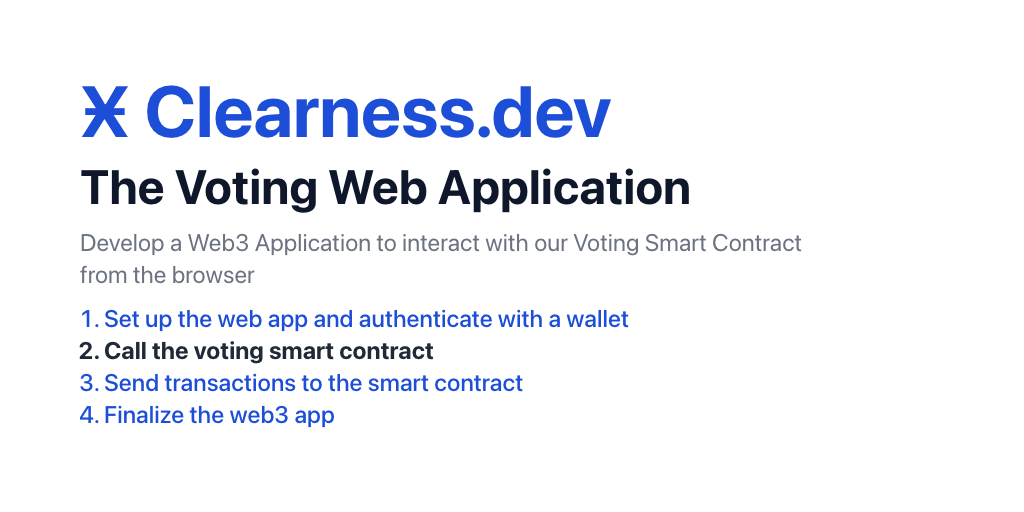 Ӿ Clearness.dev
The Voting Web Application
Develop a Web3 Application to interact with our Voting Smart Contract
from the browser
1. Set up the web app and authenticate with a wallet
2. Call the voting smart contract
3. Send transactions to the smart contract
4. Finalize the web3 app